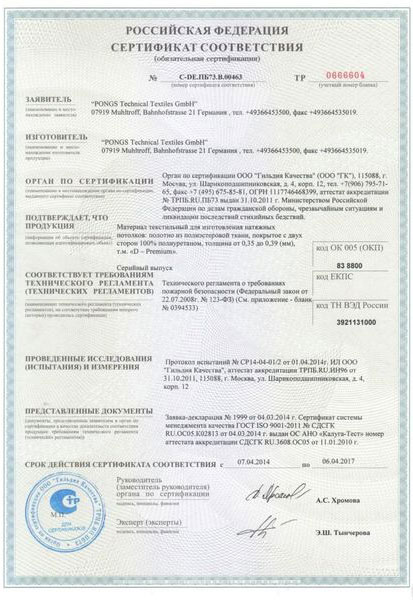 РОССИЙСКАЯ ФЕДЕРАЦИЯ
СЕРТИФИКАТ СООТВЕТСТВИЯ
(обязательная сертификация)
№ C-DE.ПБ73.В.00463 ТР 0666604
(номер сертификата соответствия) (учетный номер бланка)
ЗАЯВИТЕЛЬ
"PONGS Technical Textiles GmbH"
07919 Muhltroff, Bahnhofstrasse 21 Германия , тел. +49366453500, факс +493664535019.
ИЗГОТОВИТЕЛЬ
"PONGS Technical Textiles GmbH"
07919 Muhltroff, Bahnhofstrasse 21 Германия , тел. +49366453500, факс +493664535019.
ОРГАН ПО СЕРТИФИКАЦИИ
Орган по сертификации ООО "Гильдия Качества" (ООО "ГК"), 115088, г.
Москва, ул. Шарикоподшипниковская, д. 4, корп. 12, тел. +7(906) 795-71-
65, факс +7 (495) 675-85-81, ОГРН 1117746468399, аттестат аккредитации
№ ТРПБ.RU.ПБ73 выдан 31.10.2011 г. Министерством Российской
Федерации по делам гражданской обороны, чрезвычайным ситуациям и
ликвидации последствий стихийных бедствий.
ПОДТВЕРЖДАЕТ, ЧТО
ПРОДУКЦИЯ
Материал текстильный для изготовления натяжных
потолков: полотно из полиэстеровой ткани, покрытое с двух
сторон 100% полиуретаном, толщина от 0,35 до 0,39 (мм),
т.м. «D – Premium».
Серийный выпуск
код ОК 005 (ОКП)
83 8800
код ЕКПС
код ТН ВЭД России
3921131000
СООТВЕТСТВУЕТ ТРЕБОВАНИЯМ
ТЕХНИЧЕСКОГО РЕГЛАМЕНТА
(ТЕХНИЧЕСКИХ РЕГЛАМЕНТОВ)
Технического регламента о требованиях
пожарной безопасности (Федеральный закон от
22.07.2008г. № 123-ФЗ) (См. приложение - бланк
№ 0394533)
ПРОВЕДЕННЫЕ ИССЛЕДОВАНИЯ
(ИСПЫТАНИЯ) И ИЗМЕРЕНИЯ
Протокол испытаний № СР14-04-01/2 от 01.04.2014г. ИЛ ООО
"Гильдия Качества", аттестат аккредитации ТРПБ.RU.ИН96 от
31.10.2011, 115088, г. Москва, ул. Шарикоподшипниковская, д. 4,
корп. 12
ПРЕДСТАВЛЕННЫЕ ДОКУМЕНТЫ
Заявка-декларация № 1999 от 04.03.2014 г. Сертификат системы
менеджмента качества ГОСТ ISO 9001-2011 № СДСГК
RU.ОС05.К02813 от 04.03.2014 г. выдан ОС АНО «Калуга-Тест» номер
аттестата аккредитации СДСГК RU.3608.ОС05 от 11.01.2010 г.
СРОК ДЕЙСТВИЯ СЕРТИФИКАТА СООТВЕТСТВИЯ с 07.04.2014 по 06.04.2017
Руководитель
(заместитель руководителя)
органа по сертификации
подпись, инициалы, фамилия
А.С. Хромова
М.П.
Эксперт (эксперты)
подпись, инициалы, фамилия
Э.Ш. Тынчерова
ДЛЯ
СЕРТИФИКАТОВ